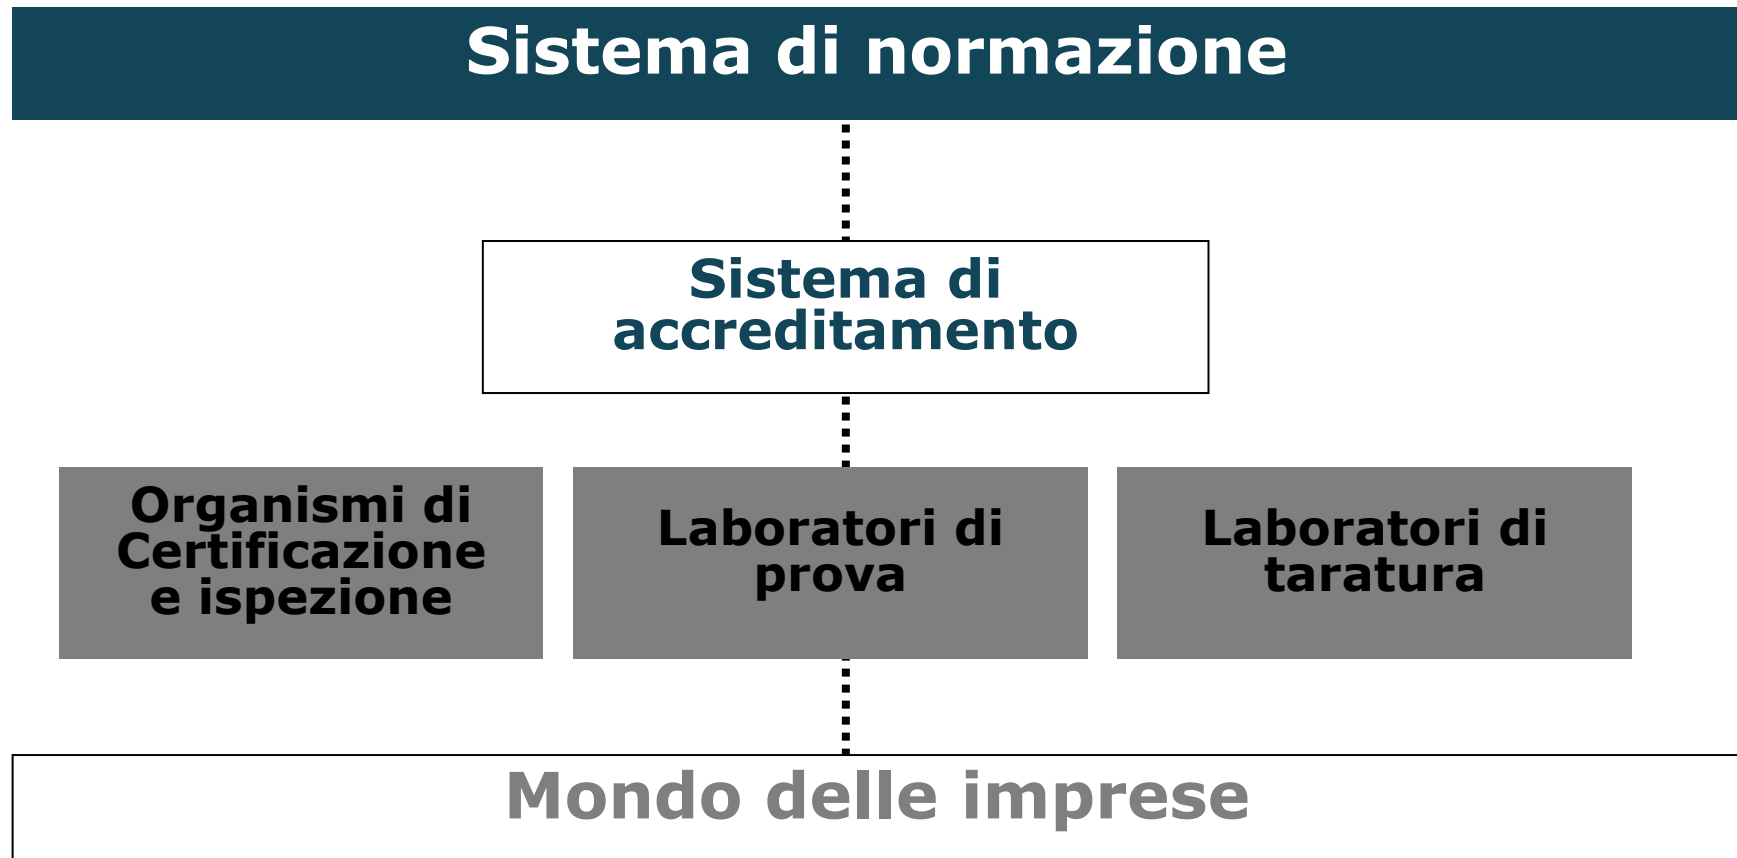 Sistema di normazione
Sistema di
accreditamento
Organismi di
Certificazione
e ispezione
Laboratori di
prova
Laboratori di
taratura
Mondo delle imprese